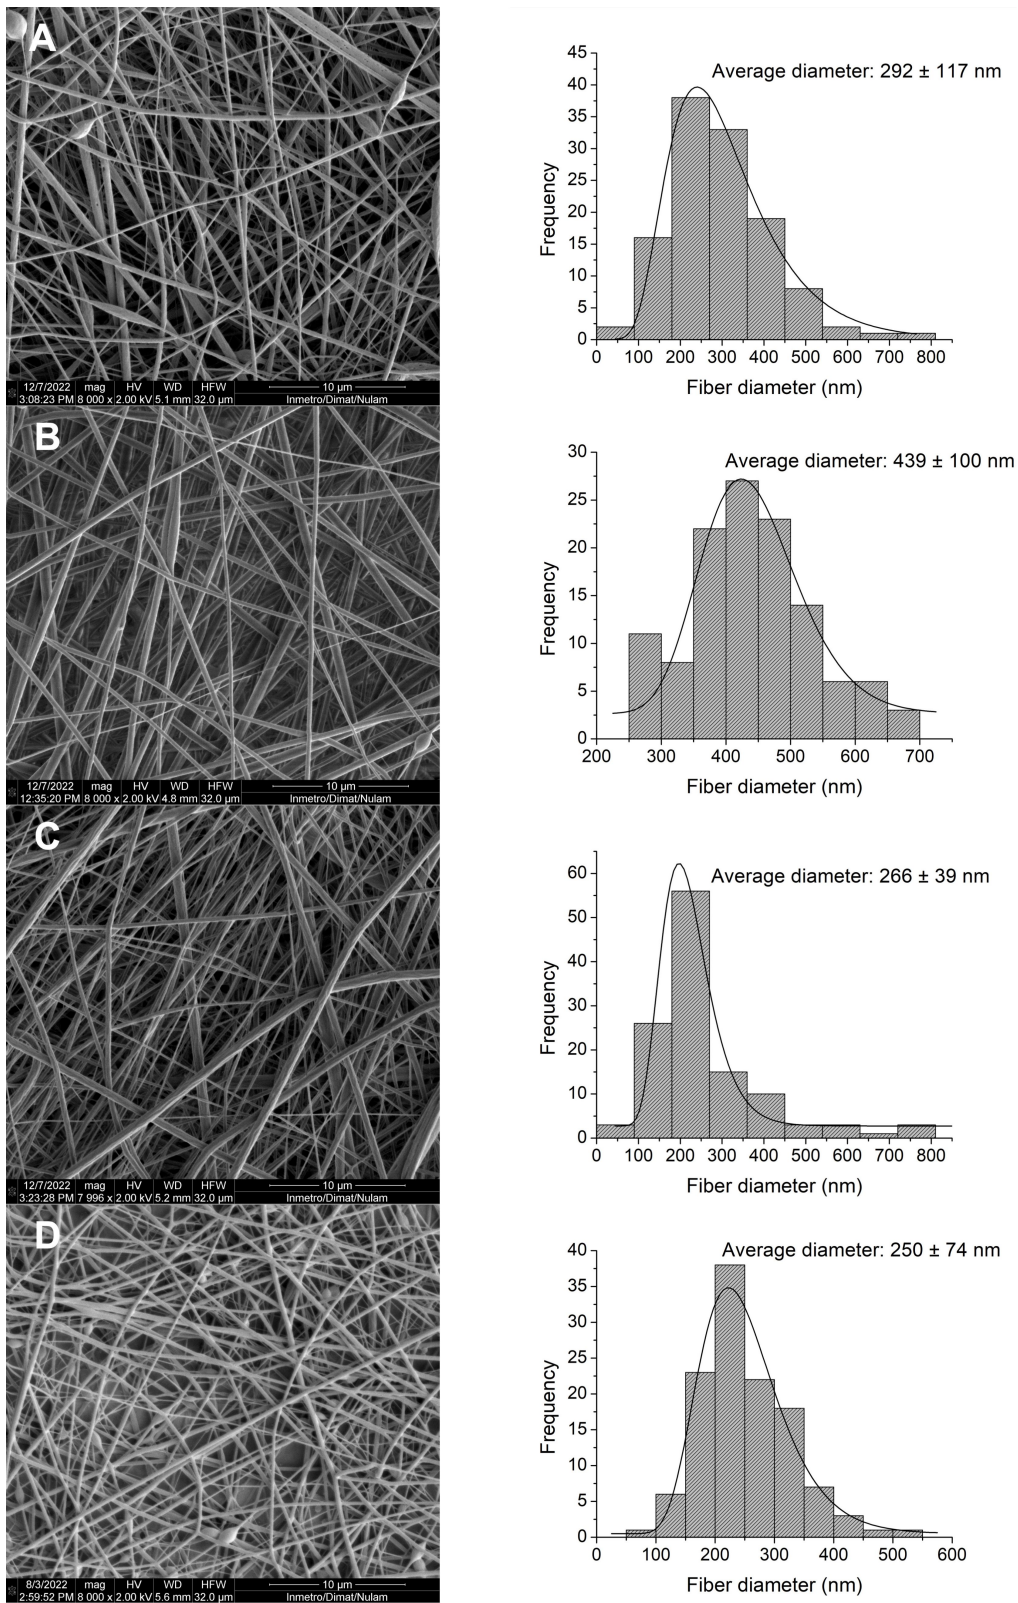 A
12/7/2022 mag HV WD HFW 10 µm
3:08:23 PM 8 000 x 2.00 kV 5.1 mm 32.0 µm Inmetro/Dimat/Nulam
Average diameter: 292 ± 117 nm
45
40
35
30
25
20
15
10
5
0
Frequency
0 100 200 300 400 500 600 700 800
Fiber diameter (nm)
B
12/7/2022 mag HV WD HFW 10 µm
12:35:20 PM 8 000 x 2.00 kV 4.8 mm 32.0 µm Inmetro/Dimat/Nulam
Average diameter: 439 ± 100 nm
30
25
20
15
10
5
0
Frequency
200 300 400 500 600 700
Fiber diameter (nm)
C
12/7/2022 mag HV WD HFW 10 µm
3:23:28 PM 7 996 x 2.00 kV 5.2 mm 32.0 µm Inmetro/Dimat/Nulam
Average diameter: 266 ± 39 nm
60
50
40
30
20
10
0
Frequency
0 100 200 300 400 500 600 700 800
Fiber diameter (nm)
D
8/3/2022 mag HV WD HFW 10 µm
2:59:52 PM 8 000 x 2.00 kV 5.6 mm 32.0 µm Inmetro/Dimat/Nulam
Average diameter: 250 ± 74 nm
40
35
30
25
20
15
10
5
0
Frequency
0 100 200 300 400 500 600
Fiber diameter (nm)